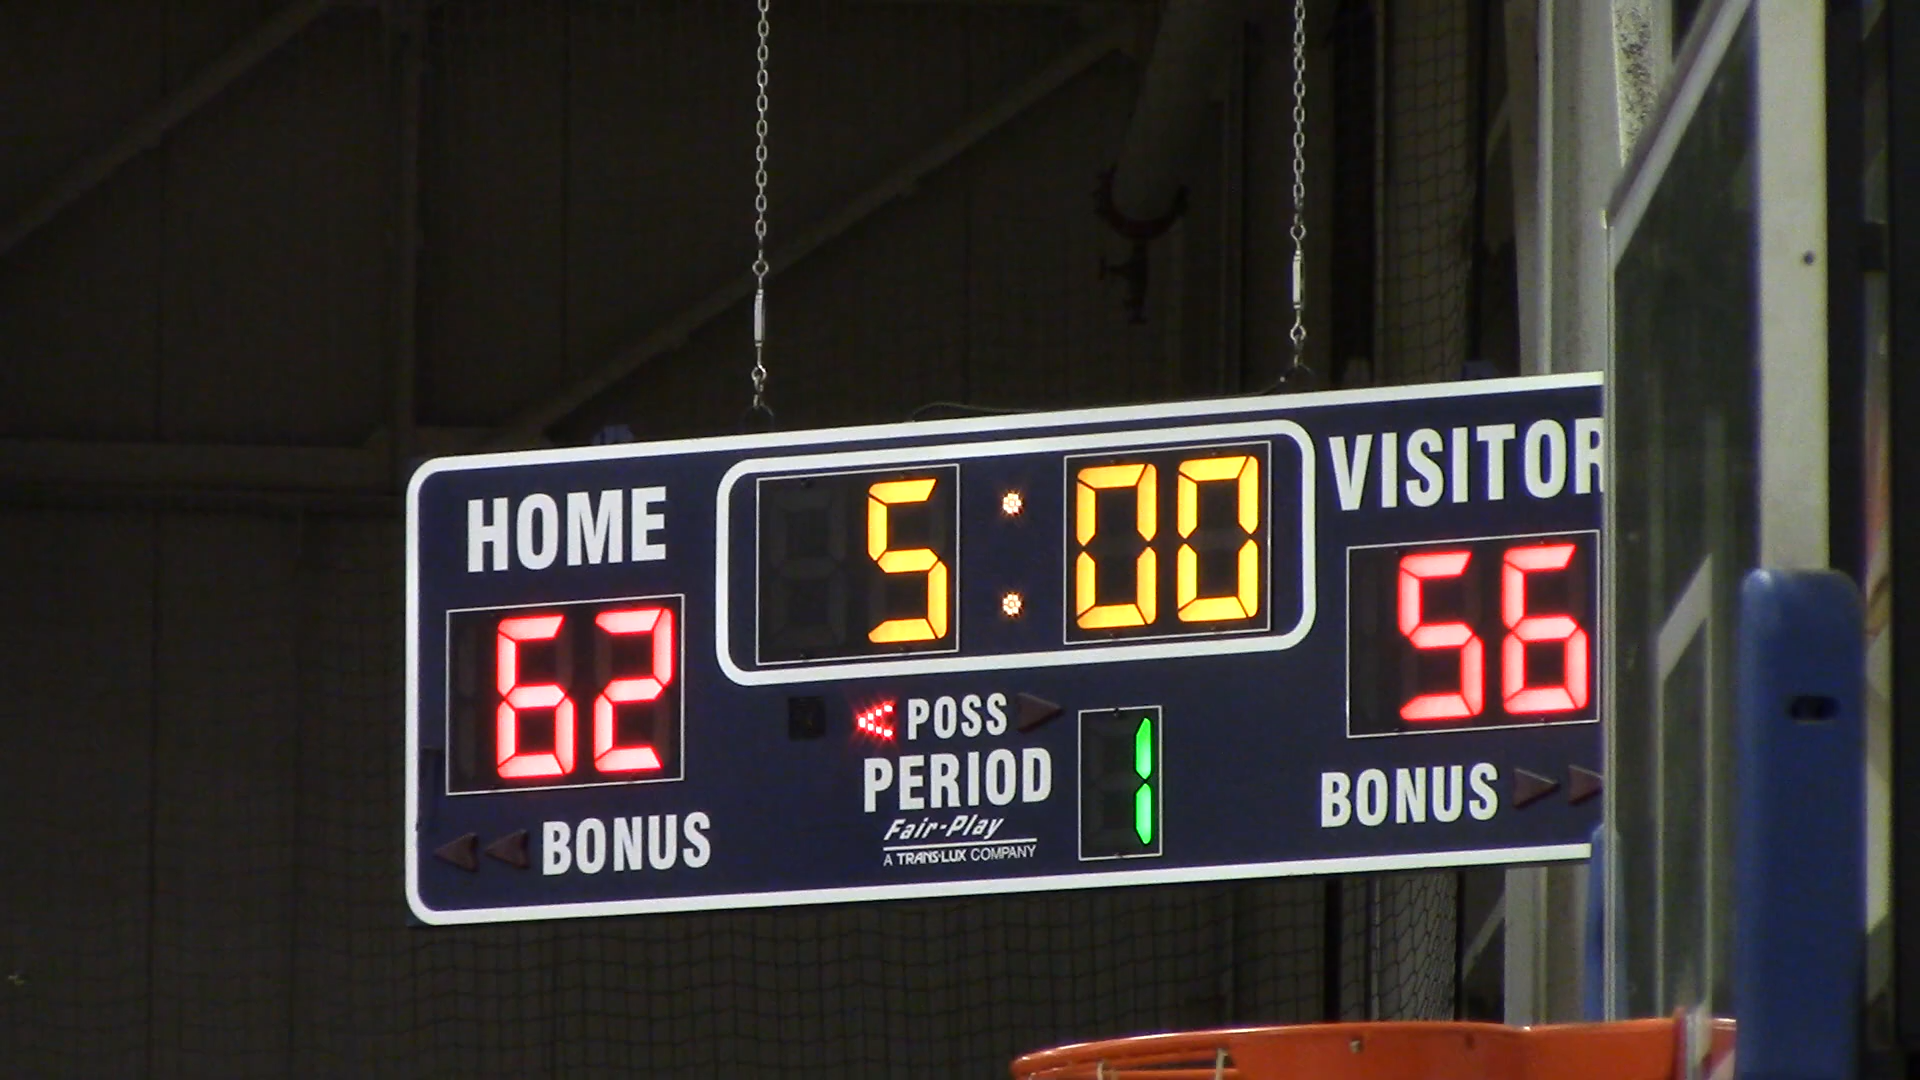 HOME
5:00
VISITOR
62
56
POSS
PERIOD
1
BONUS
BONUS
Fair-Play
A TRANS-LUX COMPANY